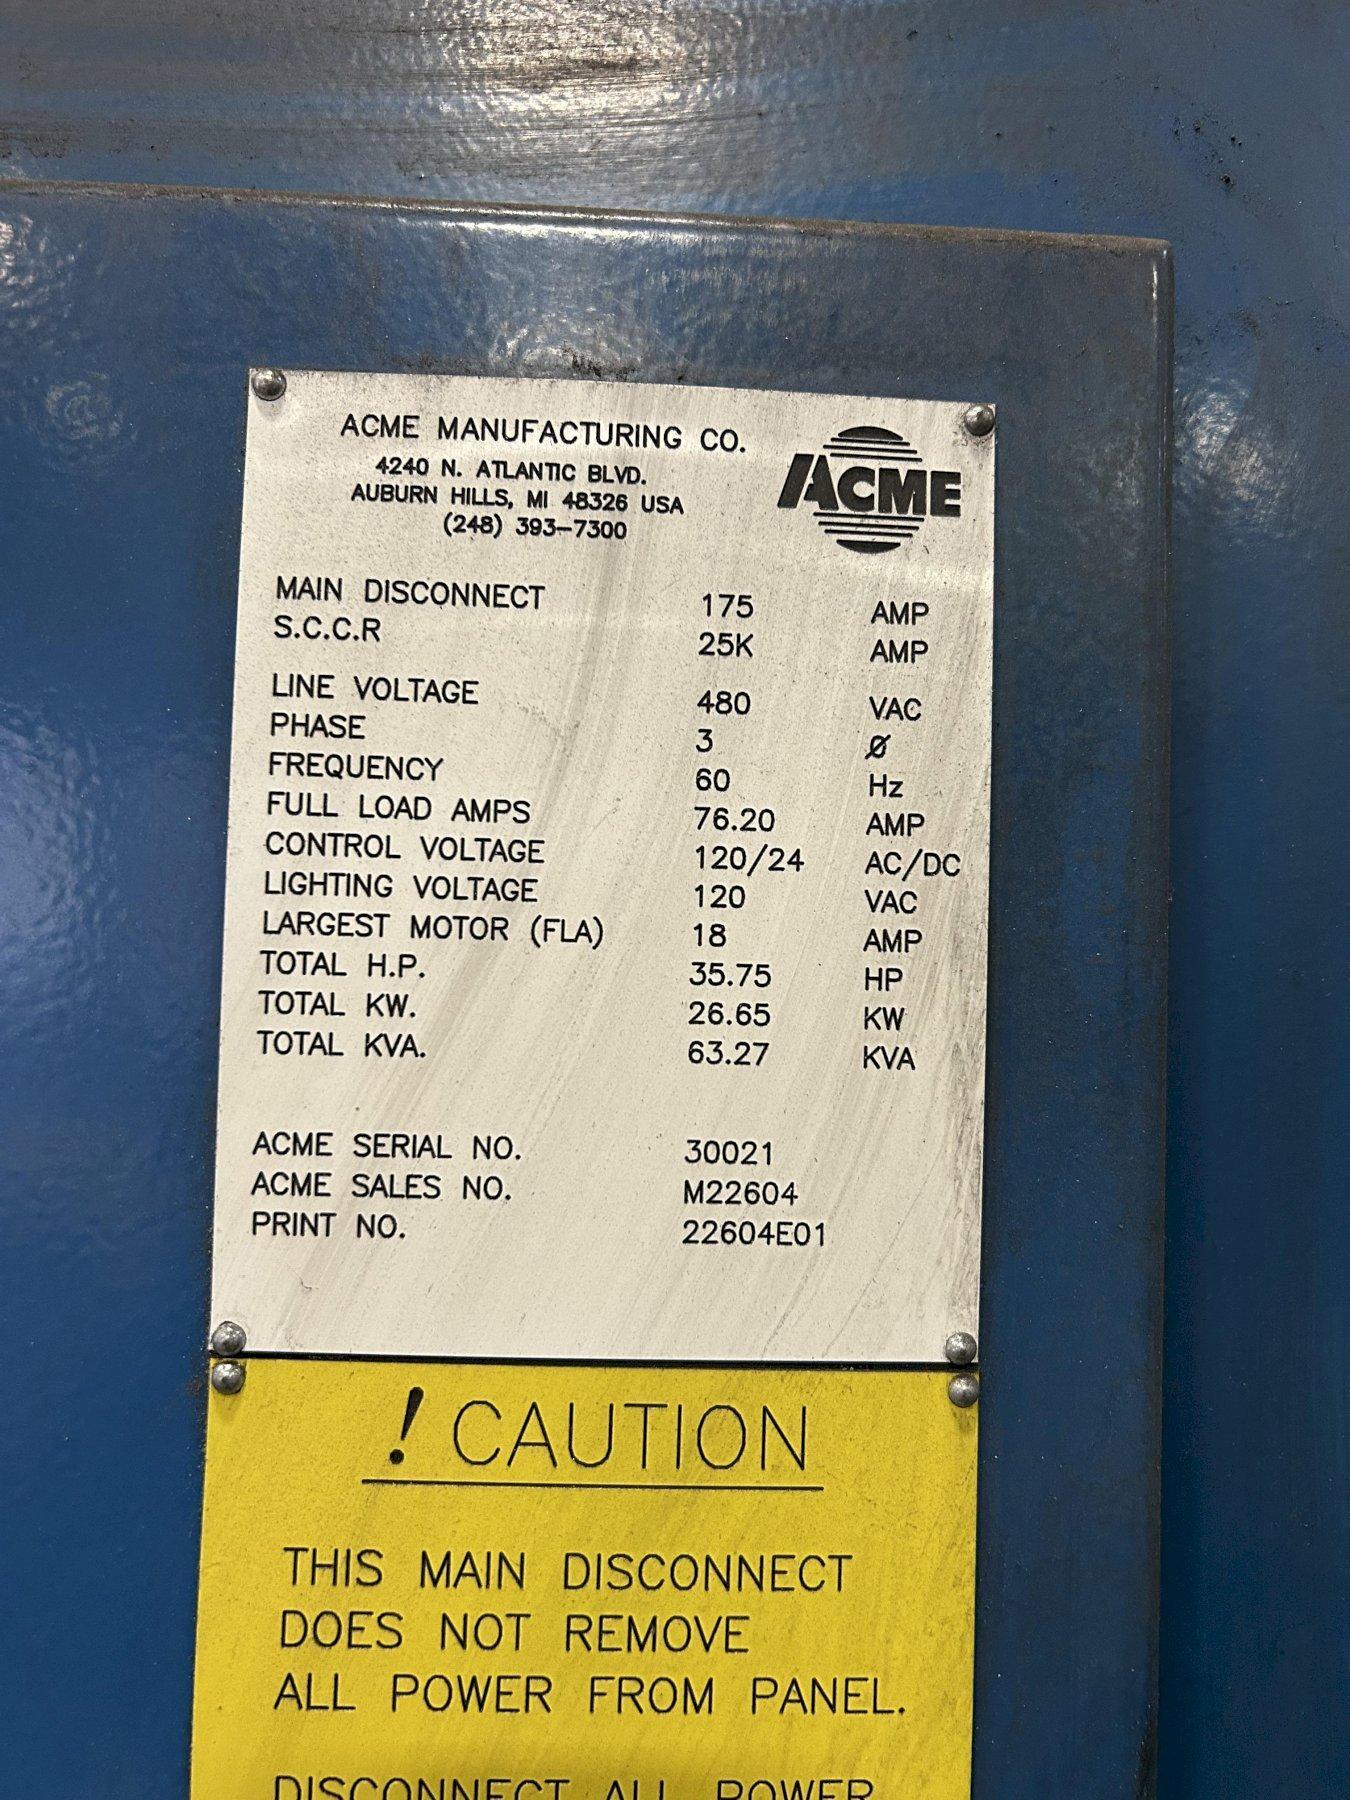 ACME MANUFACTURING CO.
4240 N. ATLANTIC BLVD.
AUBURN HILLS, MI 48326 USA
(248) 393-7300
ACME
MAIN DISCONNECT 175 AMP
S.C.C.R 25K AMP
LINE VOLTAGE 480 VAC
PHASE 3 Ø
FREQUENCY 60 Hz
FULL LOAD AMPS 76.20 AMP
CONTROL VOLTAGE 120/24 AC/DC
LIGHTING VOLTAGE 120 VAC
LARGEST MOTOR (FLA) 18 AMP
TOTAL H.P. 35.75 HP
TOTAL KW. 26.65 KW
TOTAL KVA. 63.27 KVA
ACME SERIAL NO. 30021
ACME SALES NO. M22604
PRINT NO. 22604E01
! CAUTION
THIS MAIN DISCONNECT
DOES NOT REMOVE
ALL POWER FROM PANEL.
DISCONNECT ALL POWER